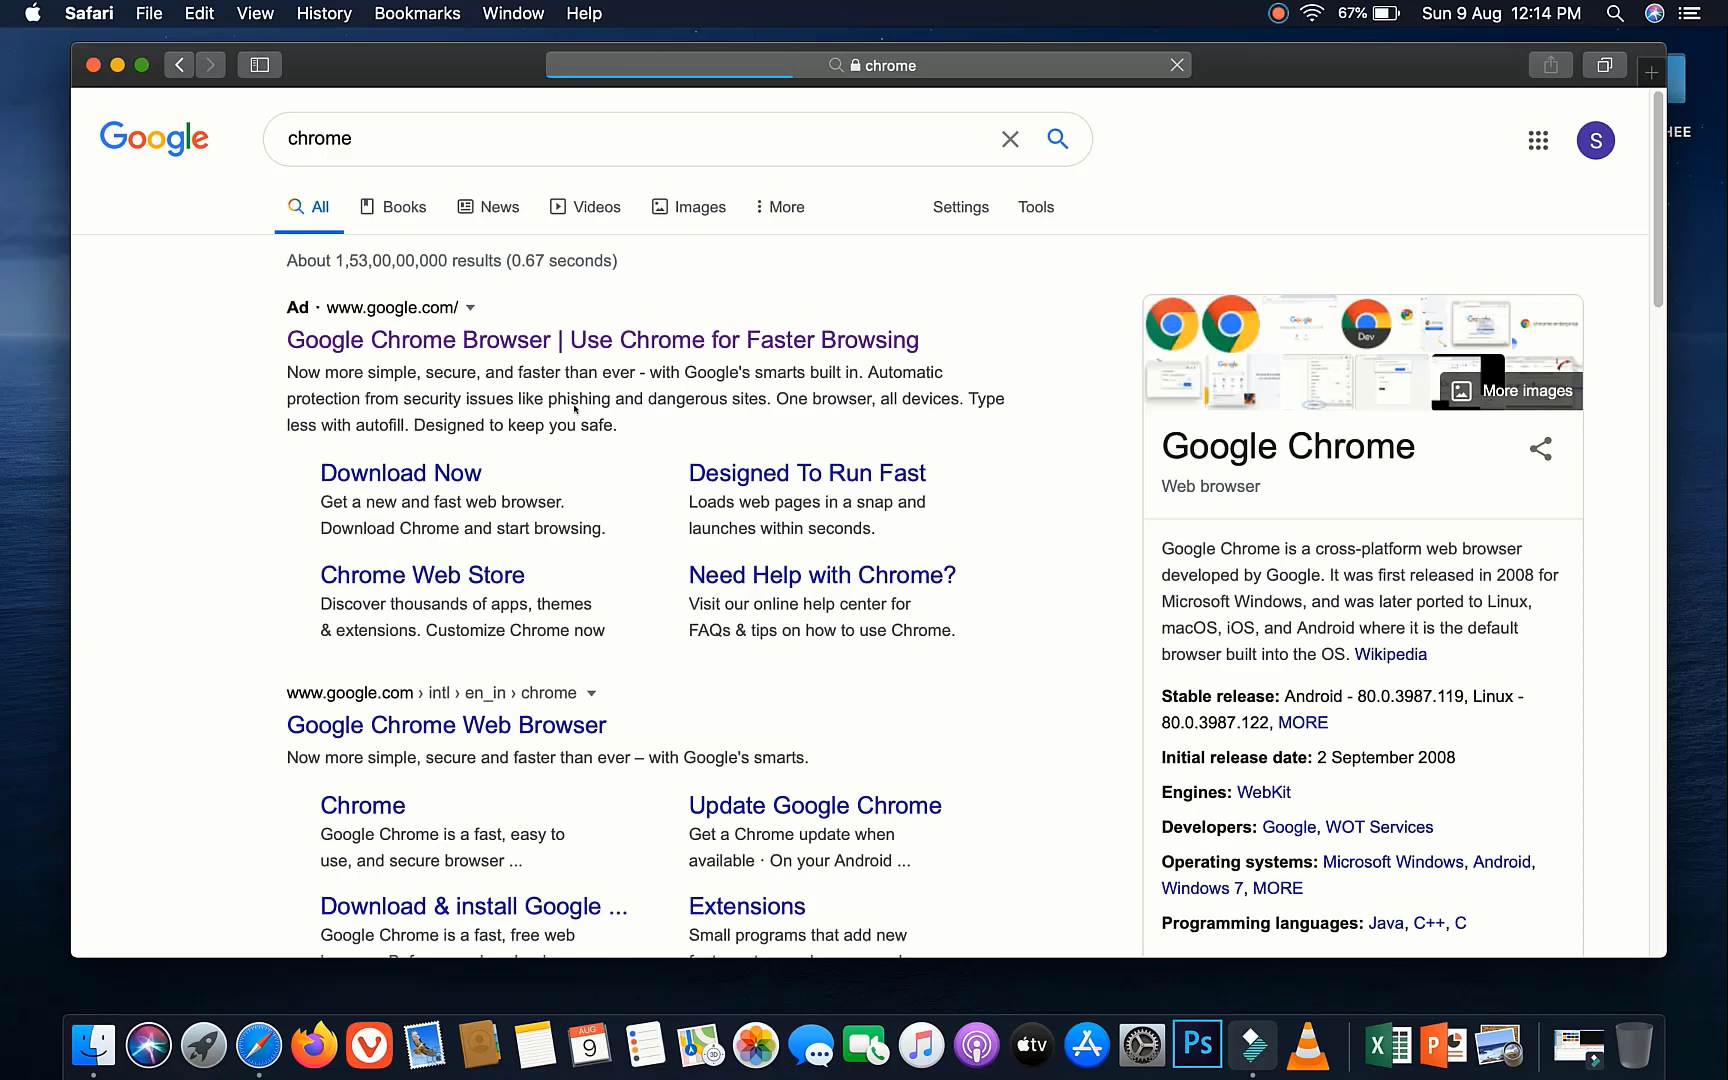 Safari File Edit View History Bookmarks Window Help
67% Sun 9 Aug 12:14 PM
chrome
HEE
Google
chrome
S
All Books News Videos Images More Settings Tools
About 1,53,00,00,000 results (0.67 seconds)
Ad · www.google.com/
Google Chrome Browser | Use Chrome for Faster Browsing
Now more simple, secure, and faster than ever - with Google's smarts built in. Automatic
protection from security issues like phishing and dangerous sites. One browser, all devices. Type
less with autofill. Designed to keep you safe.
Download Now
Get a new and fast web browser.
Download Chrome and start browsing.
Designed To Run Fast
Loads web pages in a snap and
launches within seconds.
Chrome Web Store
Discover thousands of apps, themes
& extensions. Customize Chrome now
Need Help with Chrome?
Visit our online help center for
FAQs & tips on how to use Chrome.
www.google.com › intl › en_in › chrome
Google Chrome Web Browser
Now more simple, secure and faster than ever – with Google's smarts.
Chrome
Google Chrome is a fast, easy to
use, and secure browser ...
Update Google Chrome
Get a Chrome update when
available · On your Android ...
Download & install Google ...
Google Chrome is a fast, free web
Extensions
Small programs that add new
Dev
More images
Google Chrome
Web browser
Google Chrome is a cross-platform web browser
developed by Google. It was first released in 2008 for
Microsoft Windows, and was later ported to Linux,
macOS, iOS, and Android where it is the default
browser built into the OS. Wikipedia
Stable release: Android - 80.0.3987.119, Linux -
80.0.3987.122, MORE
Initial release date: 2 September 2008
Engines: WebKit
Developers: Google, WOT Services
Operating systems: Microsoft Windows, Android,
Windows 7, MORE
Programming languages: Java, C++, C
AUG
9
3D
tv
Ps
X
P